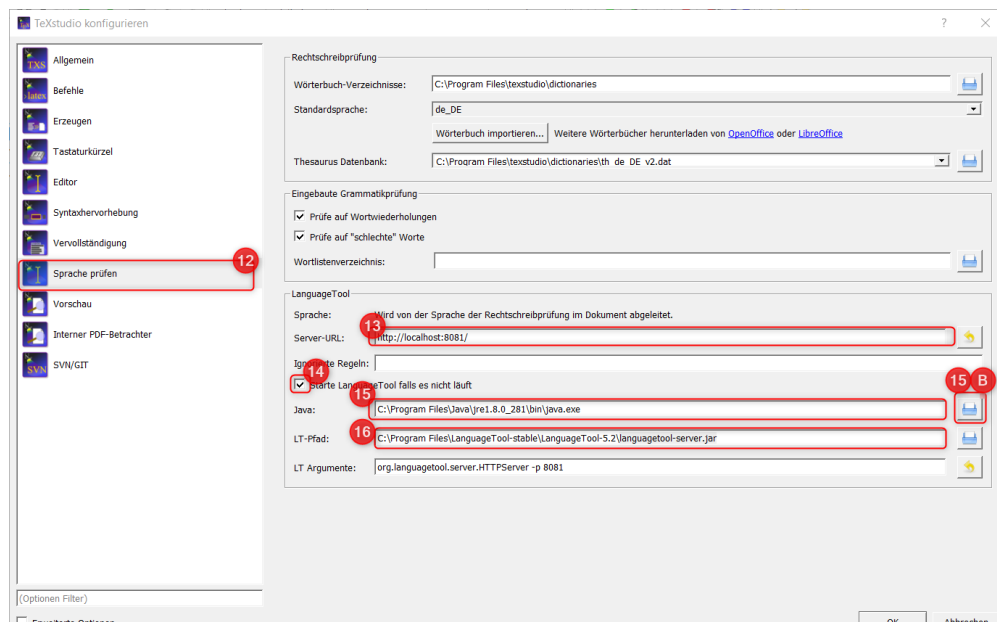 TeXstudio konfigurieren
Allgemein
Befehle
Erzeugen
Tastaturkürzel
Editor
Syntaxhervorhebung
Vervollständigung
Sprache prüfen
12
Vorschau
Interner PDF-Betrachter
SVN/GIT
(Optionen Filter)
Erweiterte Optionen
Rechtschreibprüfung
Wörterbuch-Verzeichnisse: C:\Program Files\texstudio\dictionaries
Standardsprache: de_DE
Wörterbuch importieren... Weitere Wörterbücher herunterladen von OpenOffice oder LibreOffice
Thesaurus Datenbank: C:\Program Files\texstudio\dictionaries\th_de_DE_v2.dat
Eingebaute Grammatikprüfung
Prüfe auf Wortwiederholungen
Prüfe auf "schlechte" Worte
Wortlistenverzeichnis:
LanguageTool
Sprache: Wird von der Sprache der Rechtschreibprüfung im Dokument abgeleitet.
Server-URL: 13 http://localhost:8081/
Ignorierte Regeln:
14 Starte LanguageTool falls es nicht läuft
Java: 15 C:\Program Files\Java\jre1.8.0_281\bin\java.exe 15 B
LT-Pfad: 16 C:\Program Files\LanguageTool-stable\LanguageTool-5.2\languagetool-server.jar
LT Argumente: org.languagetool.server.HTTPServer -p 8081
OK Abbrechen